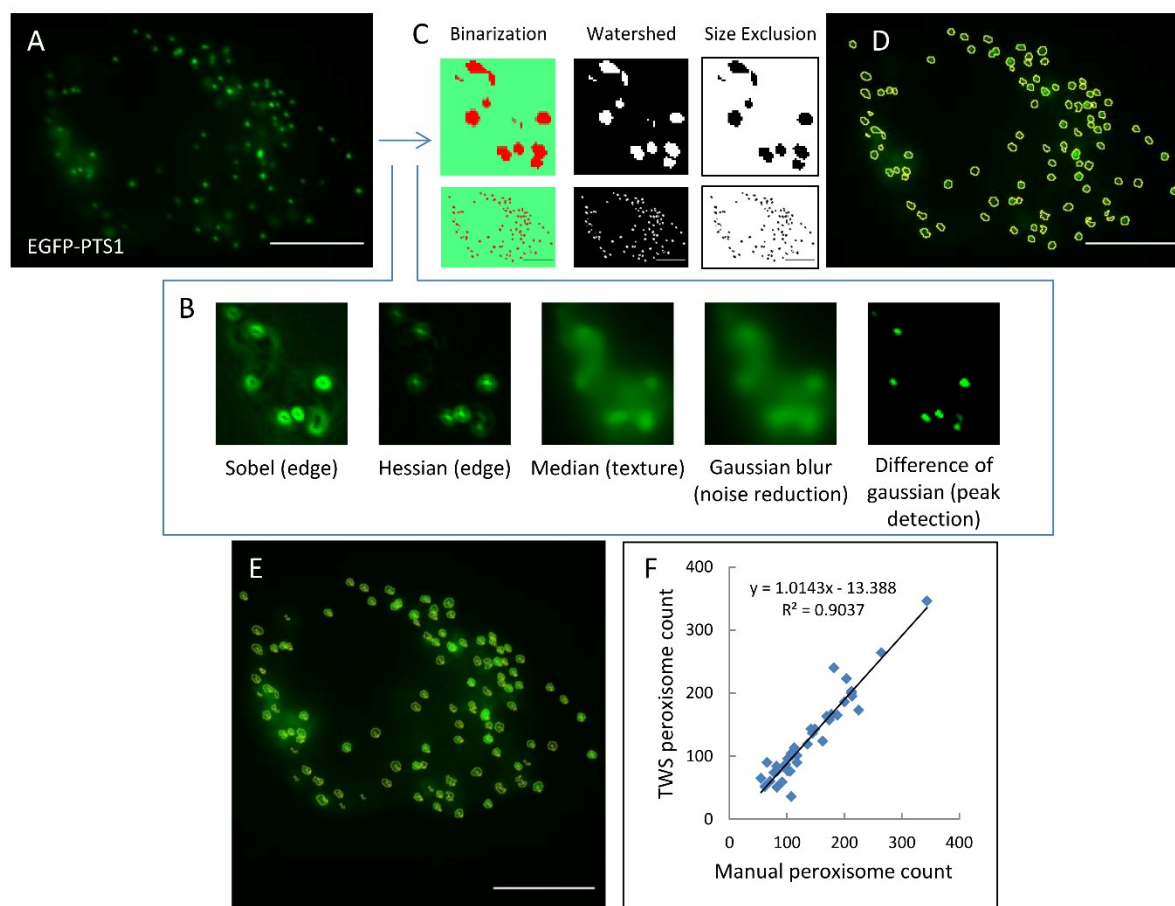 A
EGFP-PTS1
C
Binarization
Watershed
Size Exclusion
D
B
Sobel (edge)
Hessian (edge)
Median (texture)
Gaussian blur
(noise reduction)
Difference of
gaussian (peak
detection)
E
F
y = 1.0143x - 13.388
R² = 0.9037
TWS peroxisome count
400
300
200
100
0
0 100 200 300 400
Manual peroxisome count